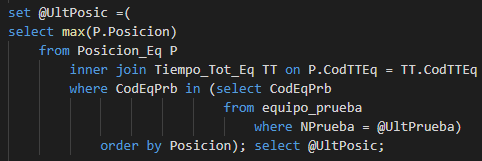 set @UltPosic =(
select max(P.Posicion)
from Posicion_Eq P
inner join Tiempo_Tot_Eq TT on P.CodTTEq = TT.CodTTEq
where CodEqPrb in (select CodEqPrb
from equipo_prueba
where NPrueba = @UltPrueba)
order by Posicion); select @UltPosic;